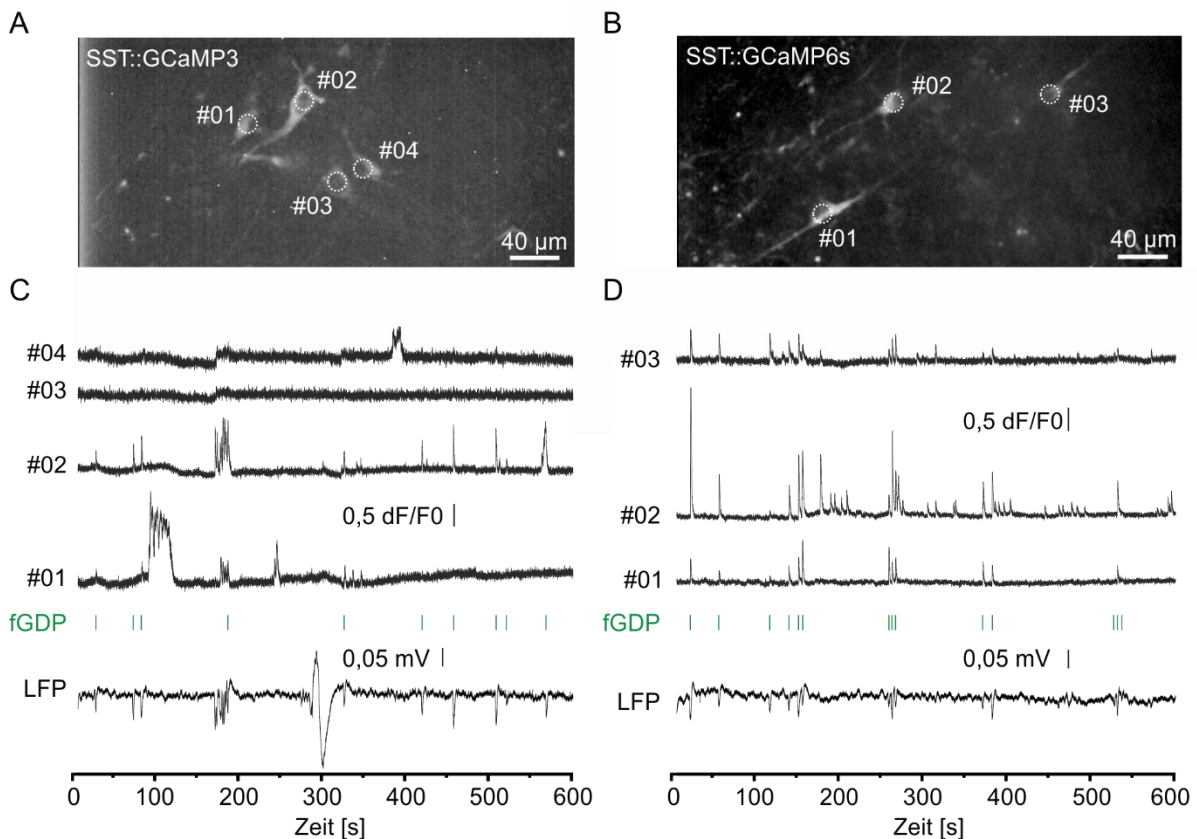 A
SST::GCaMP3
#01
#02
#03
#04
40 µm
B
SST::GCaMP6s
#02
#03
#01
40 µm
C
#04
#03
#02
0,5 dF/F0
#01
fGDP
0,05 mV
LFP
0 100 200 300 400 500 600
Zeit [s]
D
#03
0,5 dF/F0
#02
#01
fGDP
0,05 mV
LFP
0 100 200 300 400 500 600
Zeit [s]